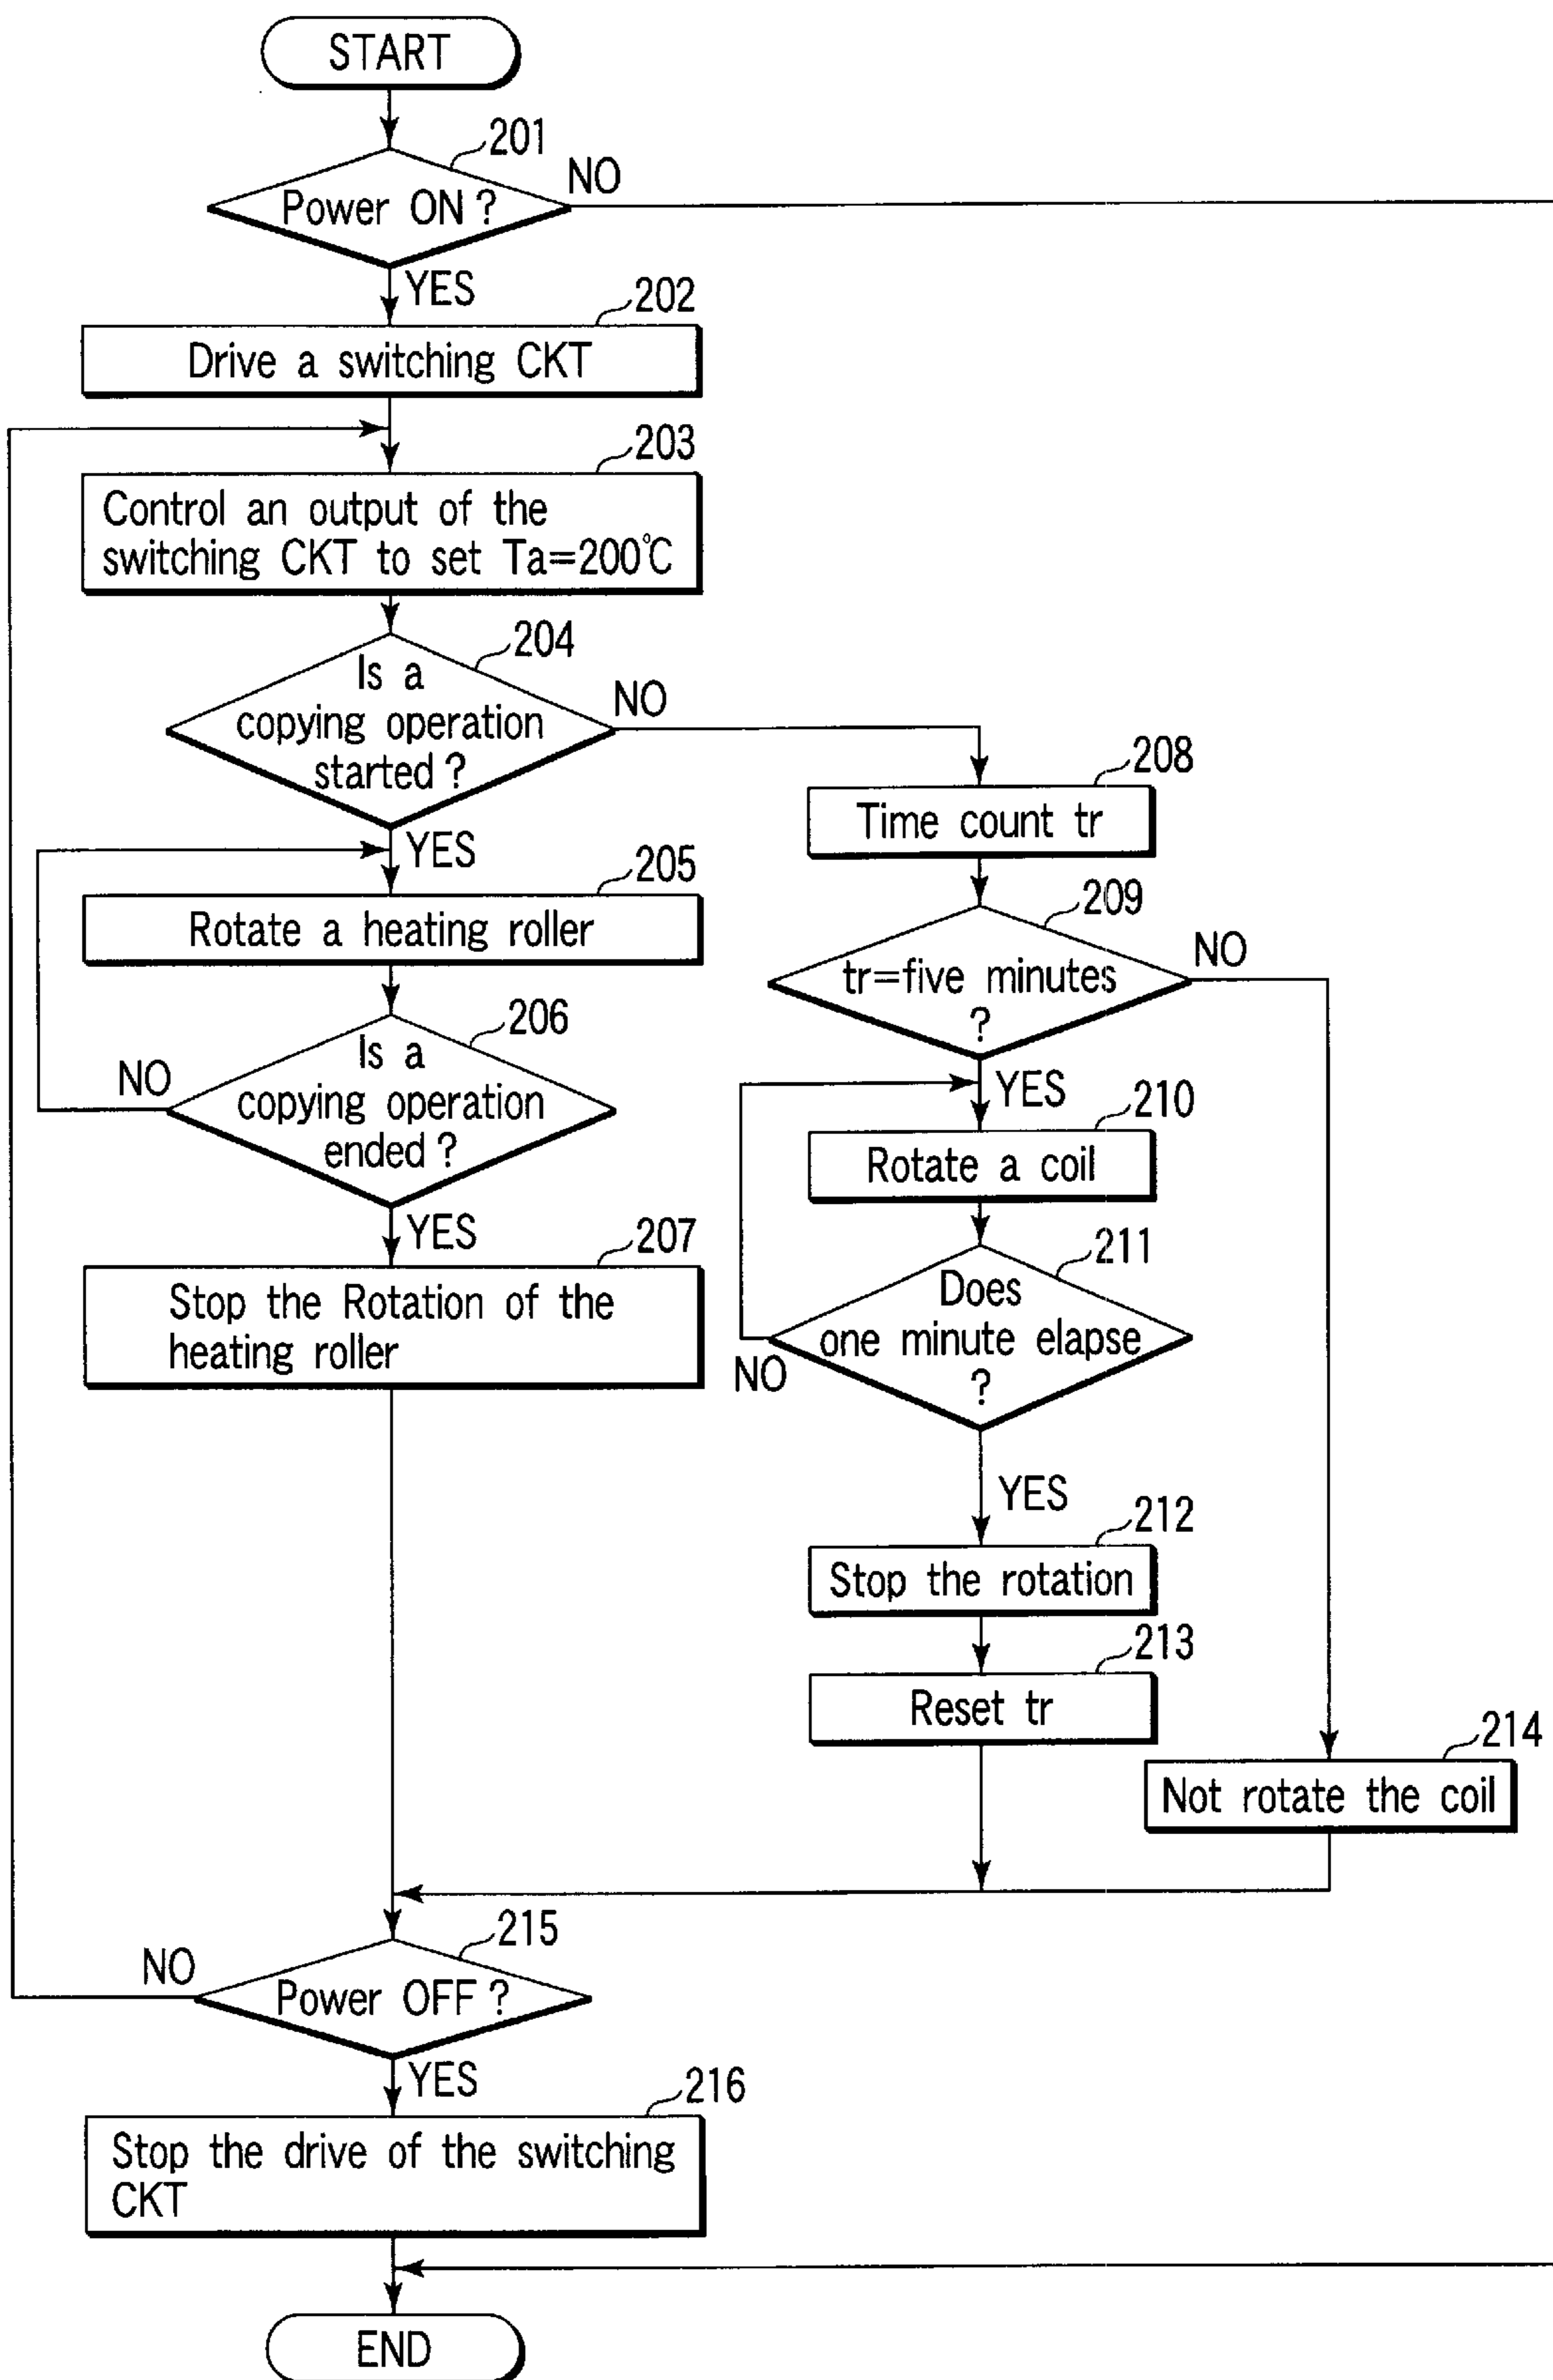 START
201
Power ON ?
NO
YES
202
Drive a switching CKT
203
Control an output of the
switching CKT to set Ta=200°C
204
Is a
copying operation
started ?
NO
YES
205
Rotate a heating roller
206
Is a
copying operation
ended ?
NO
YES
207
Stop the Rotation of the
heating roller
208
Time count tr
209
tr=five minutes
?
NO
YES
210
Rotate a coil
211
Does
one minute elapse
?
NO
YES
212
Stop the rotation
213
Reset tr
214
Not rotate the coil
215
Power OFF ?
NO
YES
216
Stop the drive of the switching
CKT
END